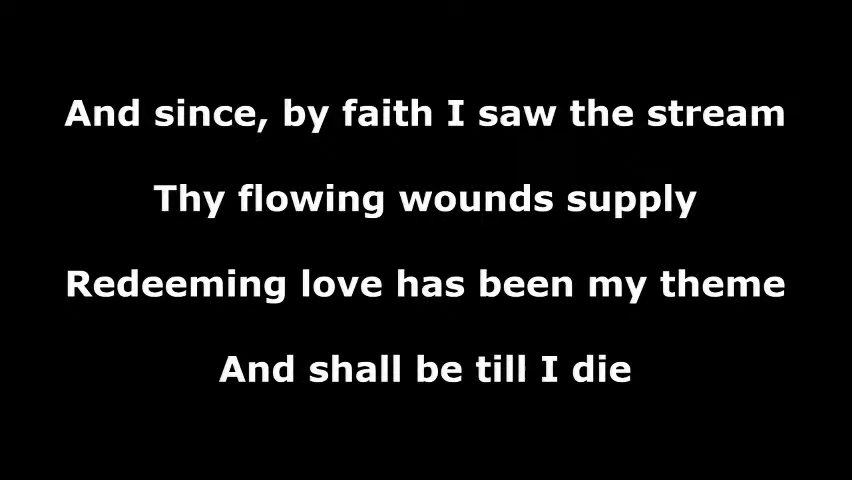 And since, by faith I saw the stream
Thy flowing wounds supply
Redeeming love has been my theme
And shall be till I die